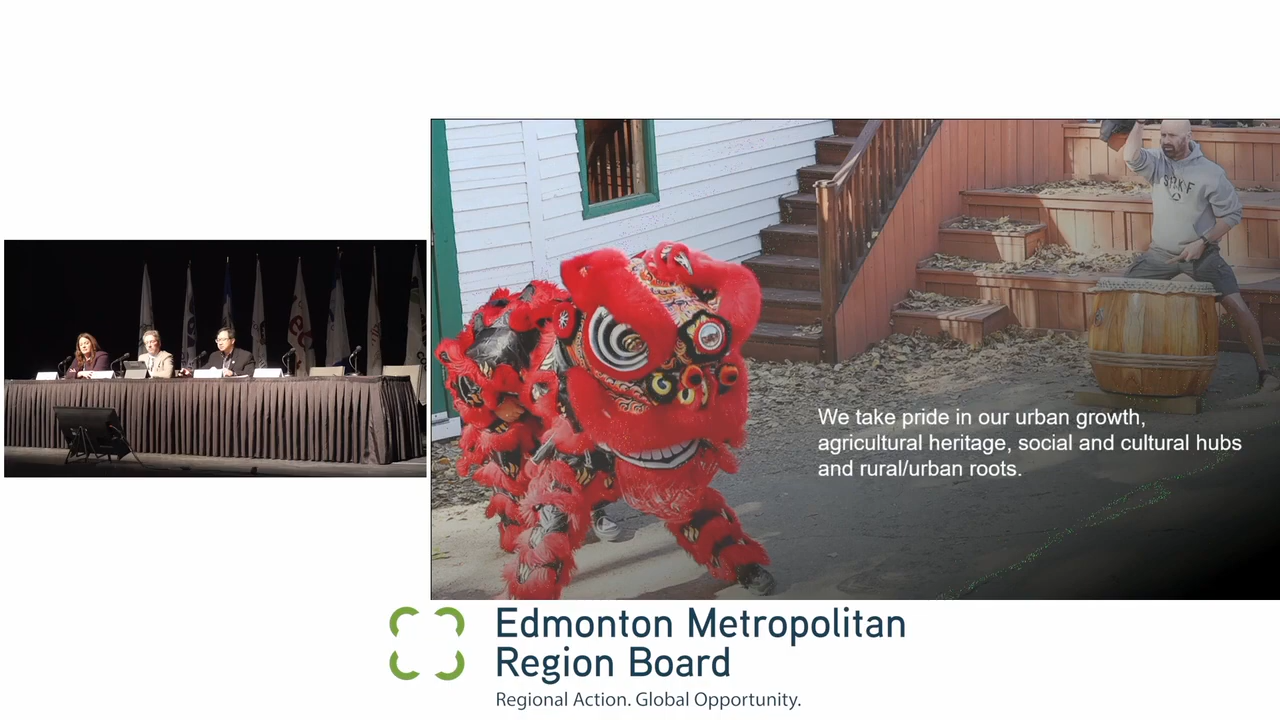 We take pride in our urban growth,
agricultural heritage, social and cultural hubs
and rural/urban roots.
Edmonton Metropolitan
Region Board
Regional Action. Global Opportunity.